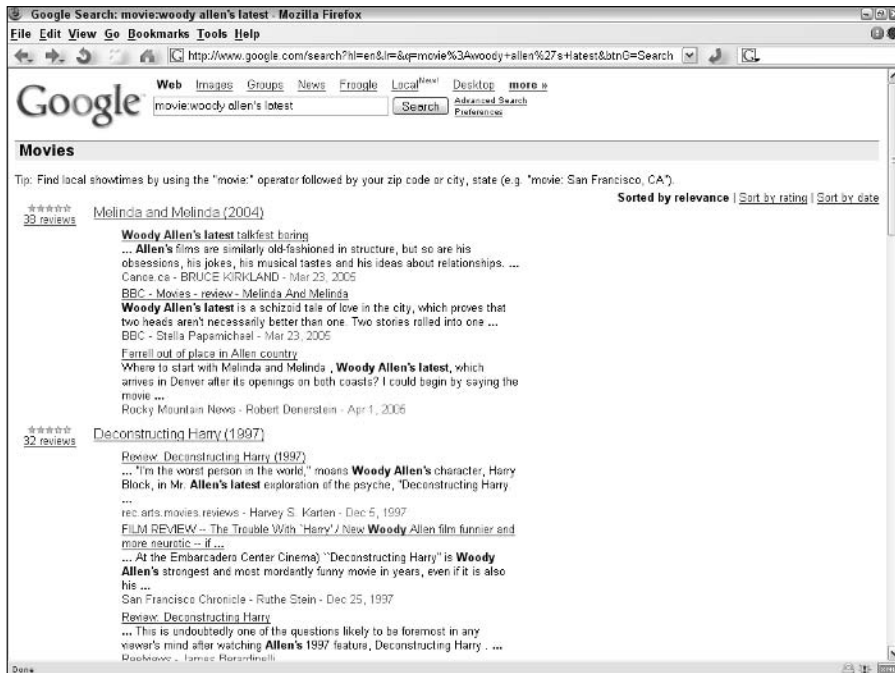 Google Search: movie:woody allen's latest - Mozilla Firefox
File Edit View Go Bookmarks Tools Help
http://www.google.com/search?hl=en&lr=&q=movie%3Awoody+allen%27s+latest&btnG=Search
Google
Web Images Groups News Froogle Local New! Desktop more »
movie:woody allen's latest Search Advanced Search
Preferences
Movies
Tip: Find local showtimes by using the "movie:" operator followed by your zip code or city, state (e.g. "movie: San Francisco, CA").
Sorted by relevance | Sort by rating | Sort by date
38 reviews
Melinda and Melinda (2004)
Woody Allen's latest talkfest boring
... Allen's films are similarly old-fashioned in structure, but so are his
obsessions, his jokes, his musical tastes and his ideas about relationships. ...
Canoe.ca - BRUCE KIRKLAND - Mar 23, 2005
BBC - Movies - review - Melinda And Melinda
Woody Allen's latest is a schizoid tale of love in the city, which proves that
two heads aren't necessarily better than one. Two stories rolled into one ...
BBC - Stella Papamichael - Mar 23, 2005
Ferrell out of place in Allen country
Where to start with Melinda and Melinda , Woody Allen's latest, which
arrives in Denver after its openings on both coasts? I could begin by saying the
movie ...
Rocky Mountain News - Robert Denerstein - Apr 1, 2005
32 reviews
Deconstructing Harry (1997)
Review: Deconstructing Harry (1997)
... "I'm the worst person in the world," moans Woody Allen's character, Harry
Block, in Mr. Allen's latest exploration of the psyche, "Deconstructing Harry
...
rec.arts.movies.reviews - Harvey S. Karten - Dec 5, 1997
FILM REVIEW -- The Trouble With `Harry' / New Woody Allen film funnier and
more neurotic -- if ...
... At the Embarcadero Center Cinema) ``Deconstructing Harry'' is Woody
Allen's strongest and most mordantly funny movie in years, even if it is also
his ...
San Francisco Chronicle - Ruthe Stein - Dec 25, 1997
Review: Deconstructing Harry
... This is undoubtedly one of the questions likely to be foremost in any
viewer's mind after watching Allen's 1997 feature, Deconstructing Harry . ...
Reelviews - James Berardinelli
Done